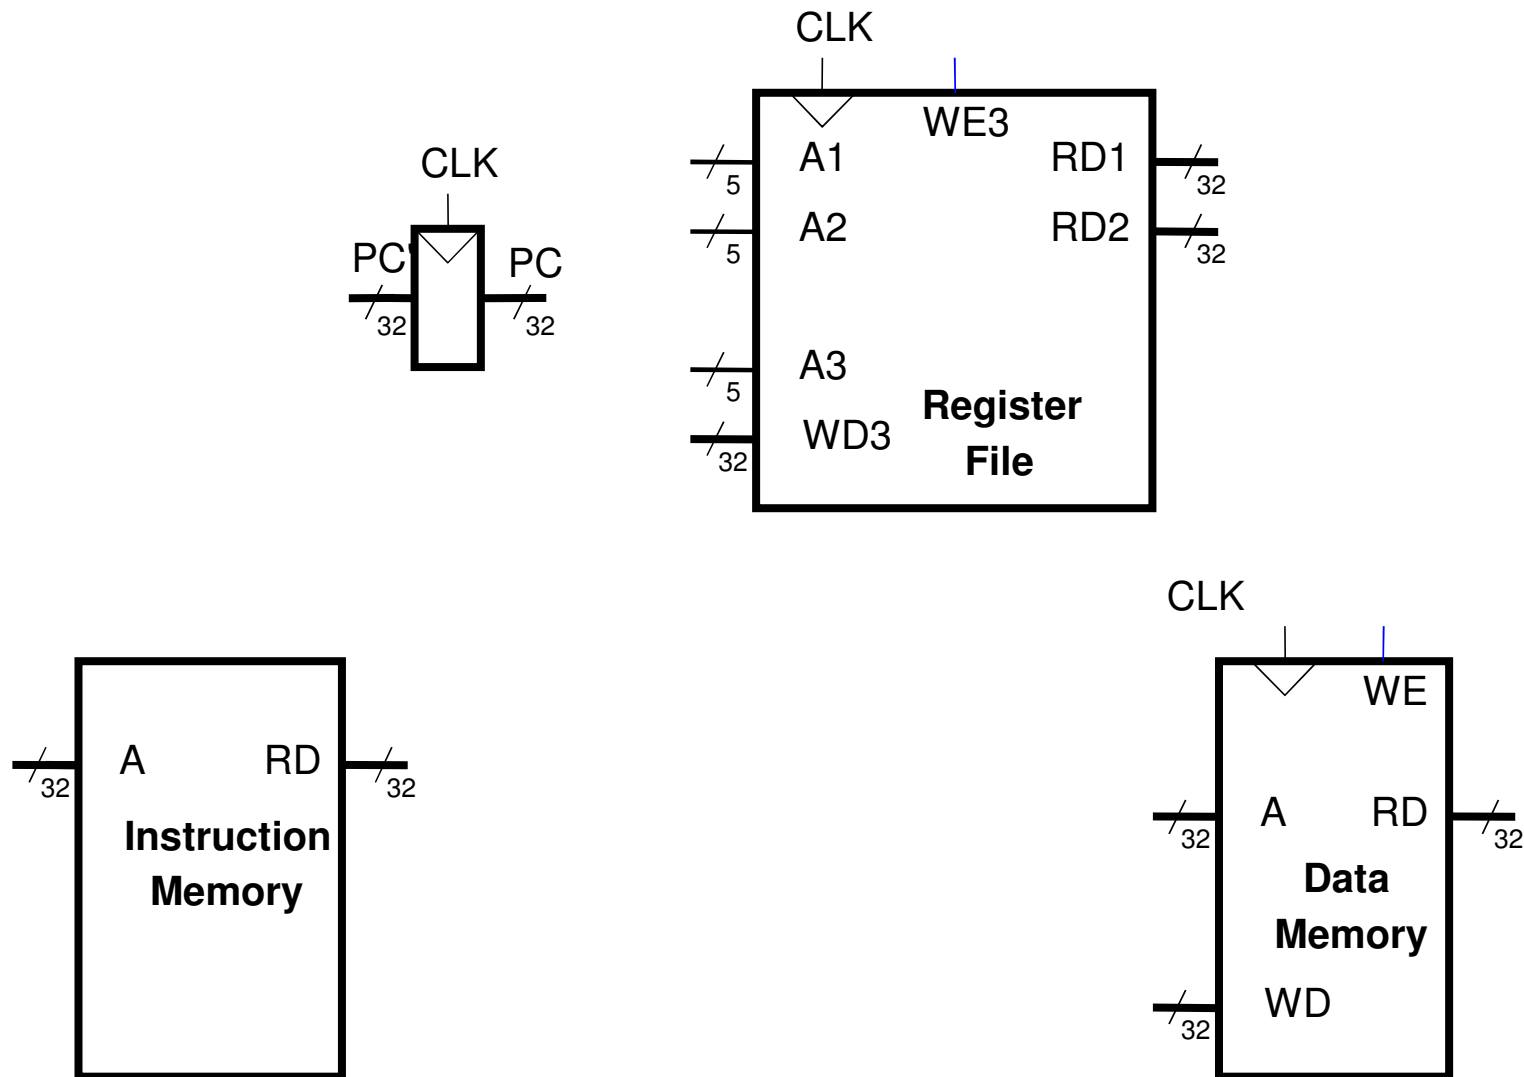 CLK
WE3
A1 RD1
5 32
A2 RD2
5 32
A3
5
WD3
32
Register
File
CLK
PC' PC
32 32
A RD
32 32
Instruction
Memory
CLK
WE
A RD
32 32
Data
Memory
WD
32